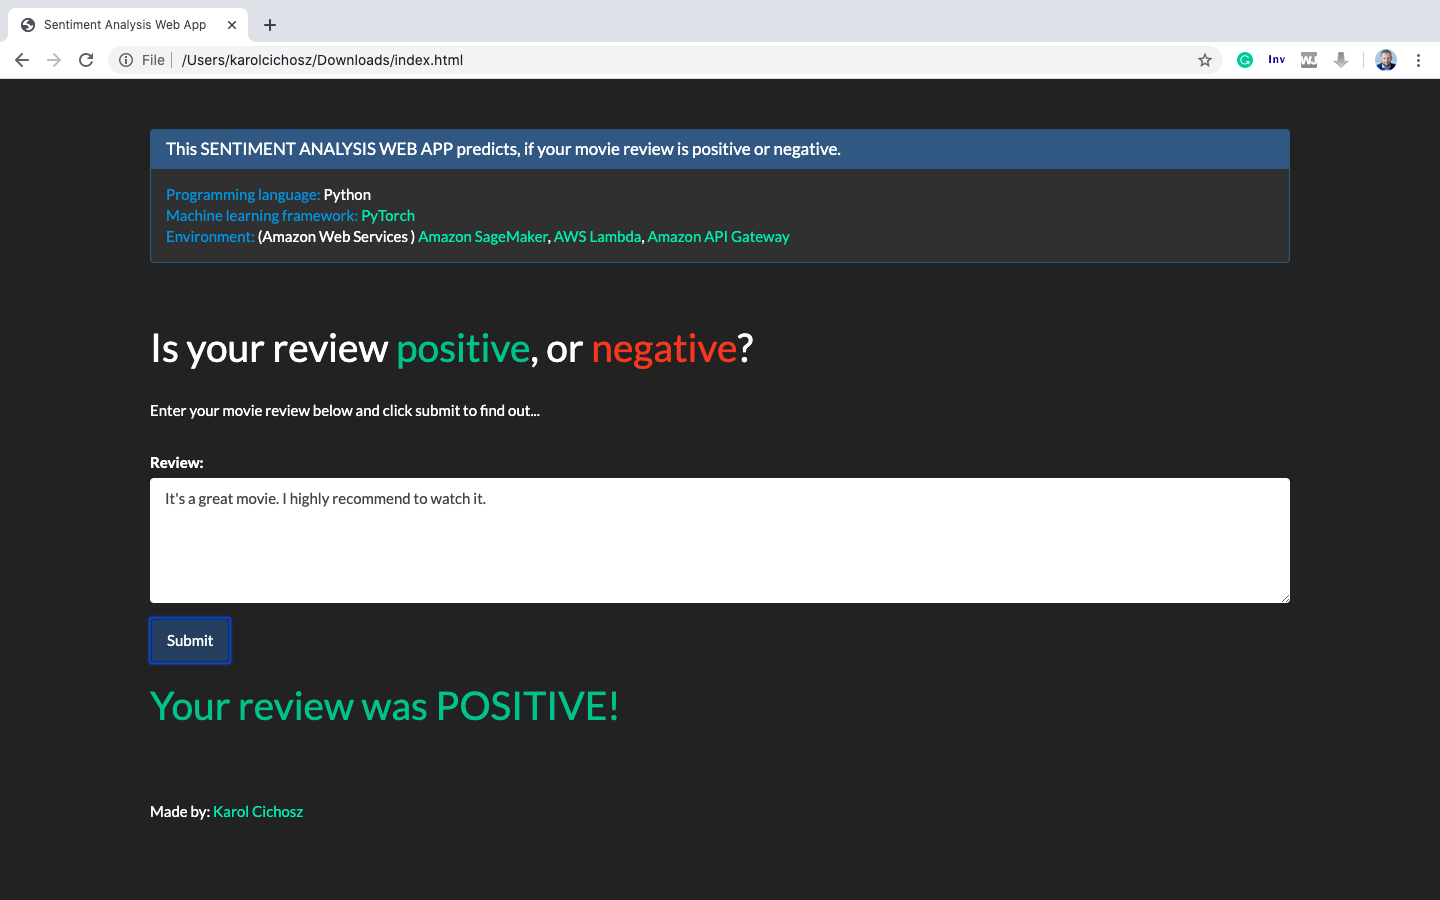 Sentiment Analysis Web App
File /Users/karolcichosz/Downloads/index.html
Inv
WJ
This SENTIMENT ANALYSIS WEB APP predicts, if your movie review is positive or negative.
Programming language: Python
Machine learning framework: PyTorch
Environment: (Amazon Web Services ) Amazon SageMaker, AWS Lambda, Amazon API Gateway
Is your review positive, or negative?
Enter your movie review below and click submit to find out...
Review:
It's a great movie. I highly recommend to watch it.
Submit
Your review was POSITIVE!
Made by: Karol Cichosz